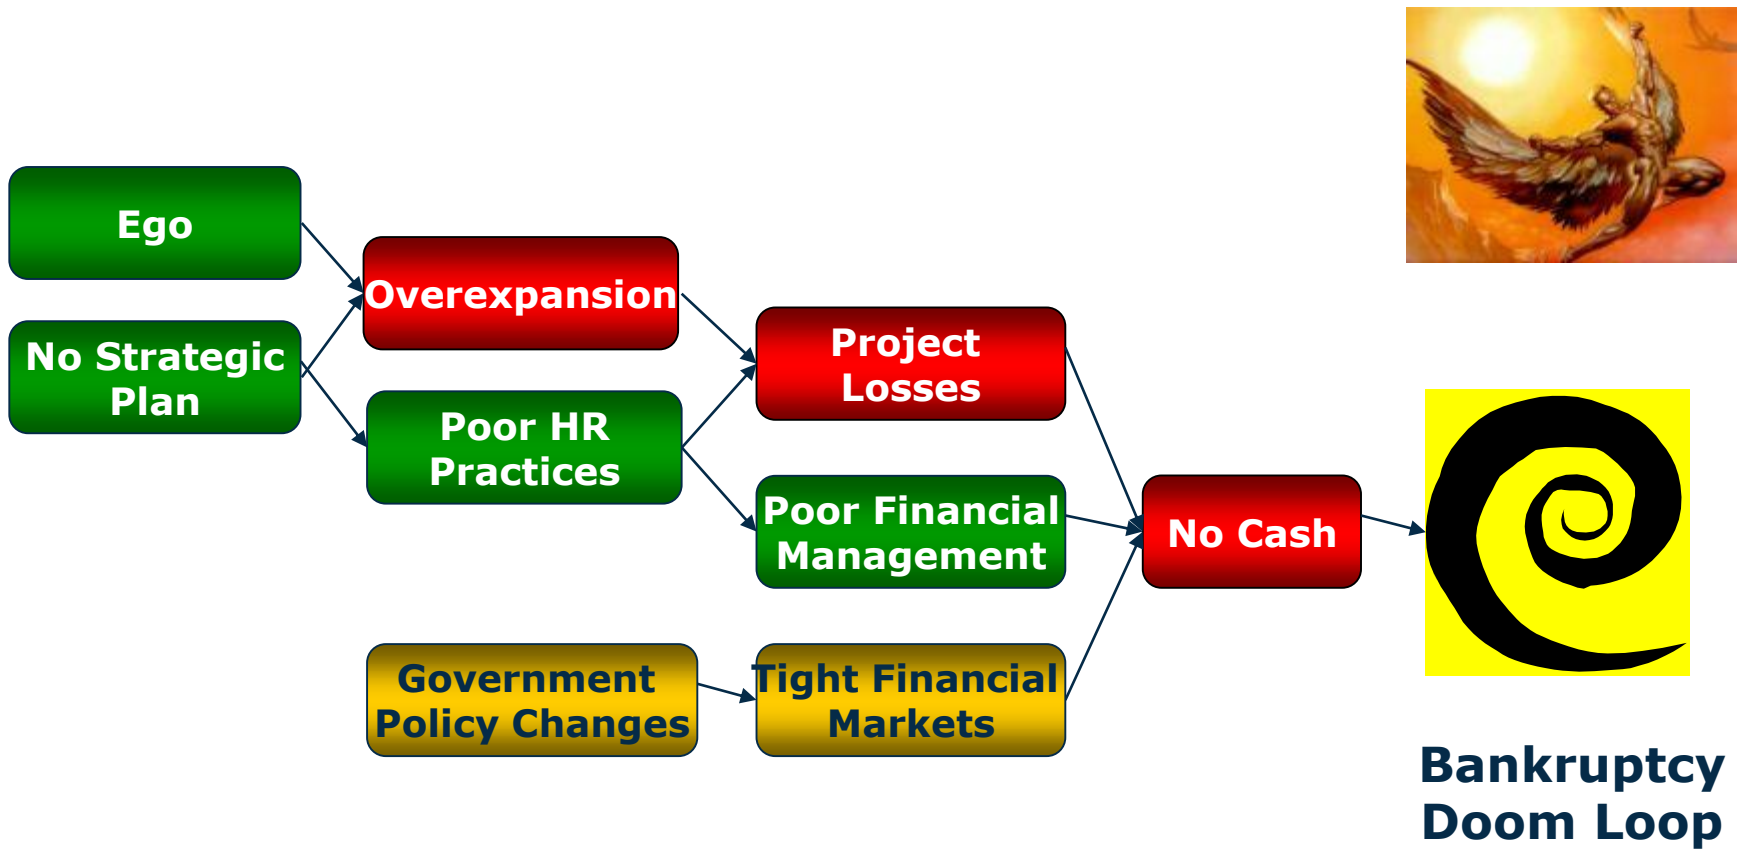 Ego
No Strategic
Plan
Overexpansion
Poor HR
Practices
Project
Losses
Poor Financial
Management
No Cash
Government
Policy Changes
Tight Financial
Markets
Bankruptcy
Doom Loop